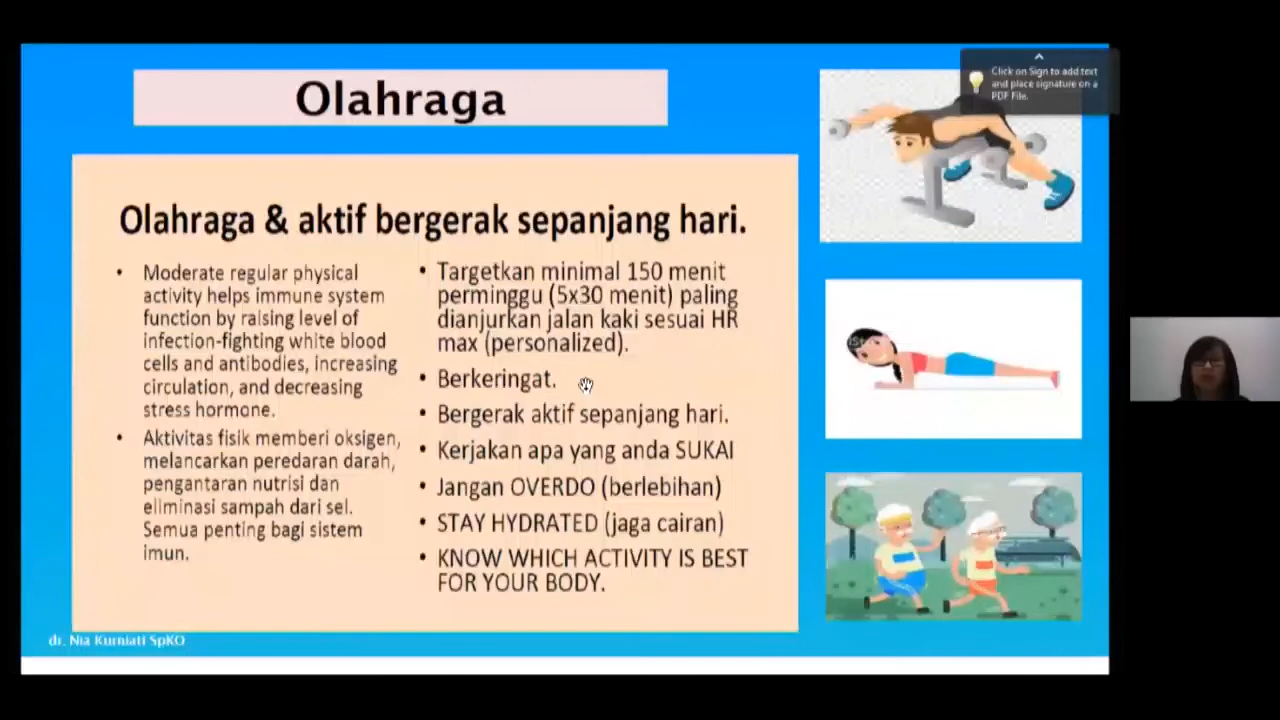 Olahraga
Click on Sign to add text
and place signature on a
PDF File.
Olahraga & aktif bergerak sepanjang hari.
• Moderate regular physical
activity helps immune system
function by raising level of
infection-fighting white blood
cells and antibodies, increasing
circulation, and decreasing
stress hormone.
• Aktivitas fisik memberi oksigen,
melancarkan peredaran darah,
pengantaran nutrisi dan
eliminasi sampah dari sel.
Semua penting bagi sistem
imun.
• Targetkan minimal 150 menit
perminggu (5x30 menit) paling
dianjurkan jalan kaki sesuai HR
max (personalized).
• Berkeringat.
• Bergerak aktif sepanjang hari.
• Kerjakan apa yang anda SUKAI
• Jangan OVERDO (berlebihan)
• STAY HYDRATED (jaga cairan)
• KNOW WHICH ACTIVITY IS BEST
FOR YOUR BODY.
dr. Nia Kurniati SpKO